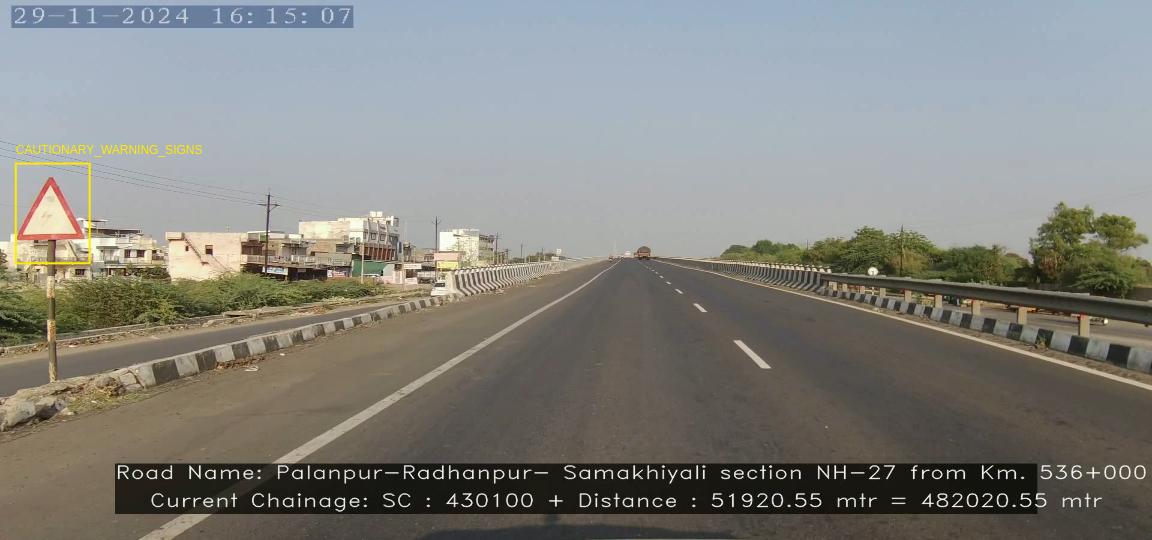 29-11-2024 16:15:07
CAUTIONARY_WARNING_SIGNS
Road Name: Palanpur-Radhanpur- Samakhiyali section NH-27 from Km. 536+000
Current Chainage: SC : 430100 + Distance : 51920.55 mtr = 482020.55 mtr